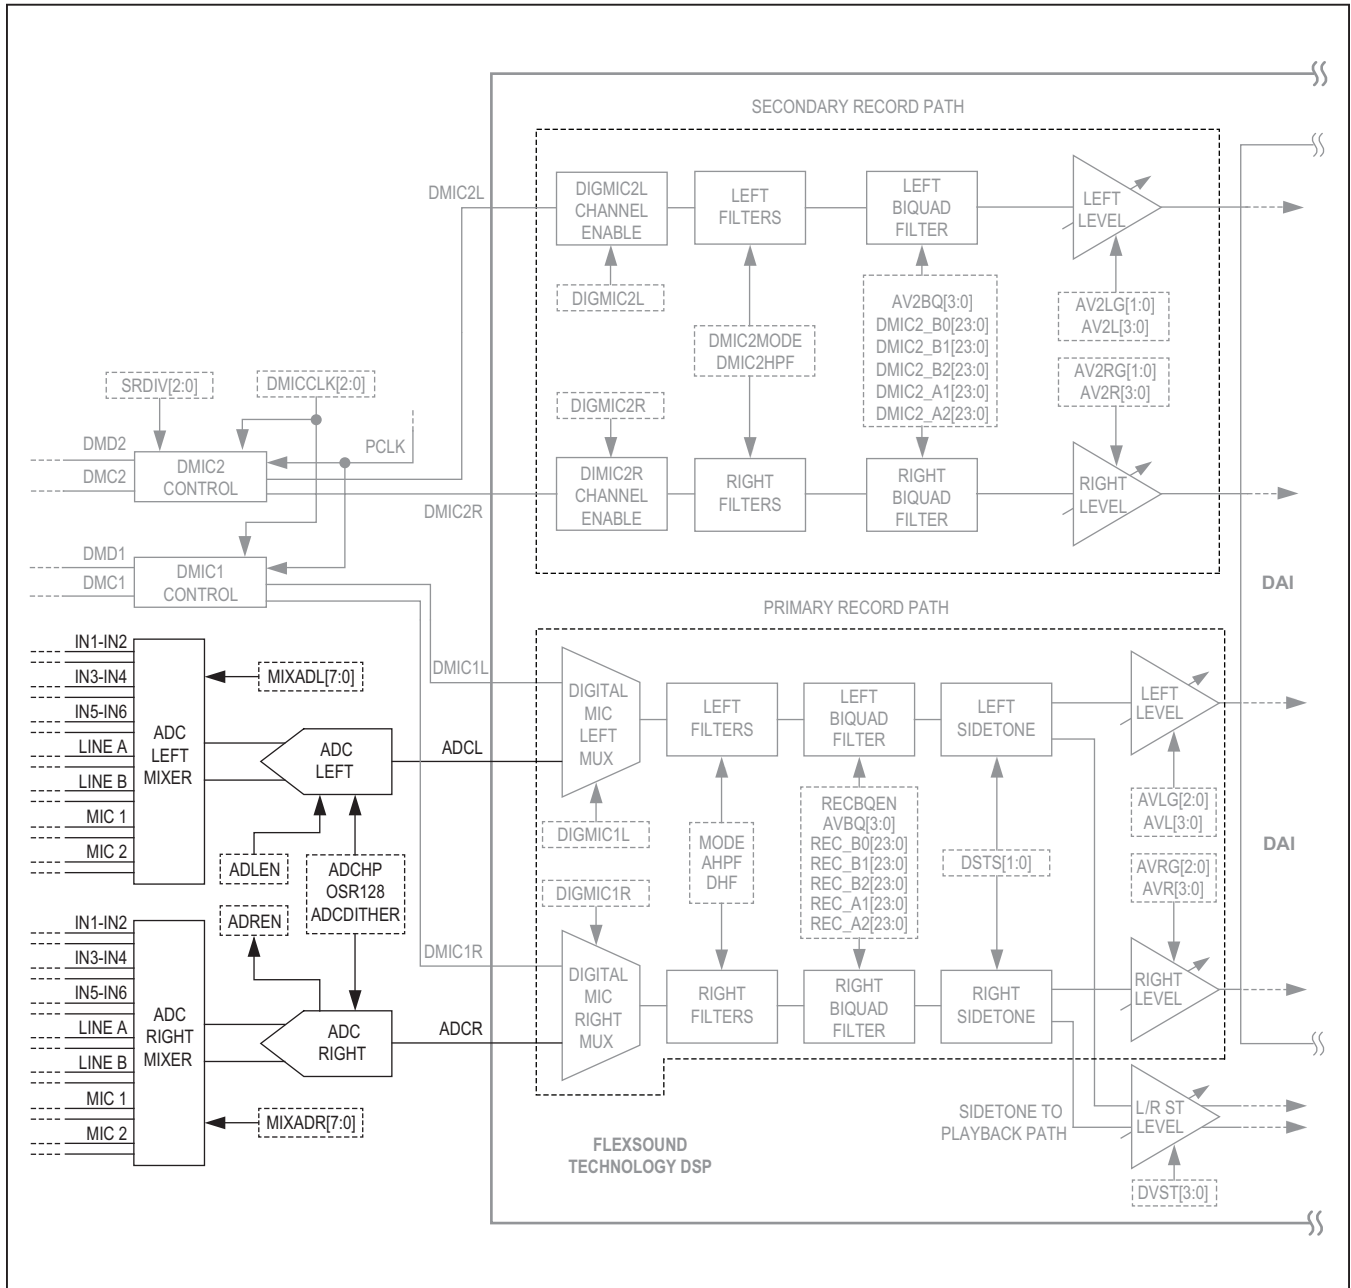 SECONDARY RECORD PATH
DMIC2L
DIGMIC2L
CHANNEL
ENABLE
LEFT
FILTERS
LEFT
BIQUAD
FILTER
LEFT
LEVEL
DIGMIC2L
AV2BQ[3:0]
DMIC2_B0[23:0]
DMIC2_B1[23:0]
DMIC2_B2[23:0]
DMIC2_A1[23:0]
DMIC2_A2[23:0]
AV2LG[1:0]
AV2L[3:0]
DMIC2MODE
DMIC2HPF
AV2RG[1:0]
AV2R[3:0]
SRDIV[2:0]
DMICCLK[2:0]
DIGMIC2R
PCLK
DMD2
DMC2
DMIC2
CONTROL
DMIC2R
DIMIC2R
CHANNEL
ENABLE
RIGHT
FILTERS
RIGHT
BIQUAD
FILTER
RIGHT
LEVEL
DMD1
DMC1
DMIC1
CONTROL
DAI
PRIMARY RECORD PATH
IN1-IN2
IN3-IN4
IN5-IN6
LINE A
LINE B
MIC 1
MIC 2
ADC
LEFT
MIXER
MIXADL[7:0]
ADC
LEFT
ADCL
DMIC1L
DIGITAL
MIC
LEFT
MUX
LEFT
FILTERS
LEFT
BIQUAD
FILTER
LEFT
SIDETONE
LEFT
LEVEL
DIGMIC1L
RECBQEN
AVBQ[3:0]
REC_B0[23:0]
REC_B1[23:0]
REC_B2[23:0]
REC_A1[23:0]
REC_A2[23:0]
AVLG[2:0]
AVL[3:0]
DAI
ADLEN
ADCHP
OSR128
ADCDITHER
MODE
AHPF
DHF
DSTS[1:0]
AVRG[2:0]
AVR[3:0]
ADREN
DIGMIC1R
IN1-IN2
IN3-IN4
IN5-IN6
LINE A
LINE B
MIC 1
MIC 2
ADC
RIGHT
MIXER
MIXADR[7:0]
ADC
RIGHT
ADCR
DMIC1R
DIGITAL
MIC
RIGHT
MUX
RIGHT
FILTERS
RIGHT
BIQUAD
FILTER
RIGHT
SIDETONE
RIGHT
LEVEL
SIDETONE TO
PLAYBACK PATH
L/R ST
LEVEL
FLEXSOUND
TECHNOLOGY DSP
DVST[3:0]